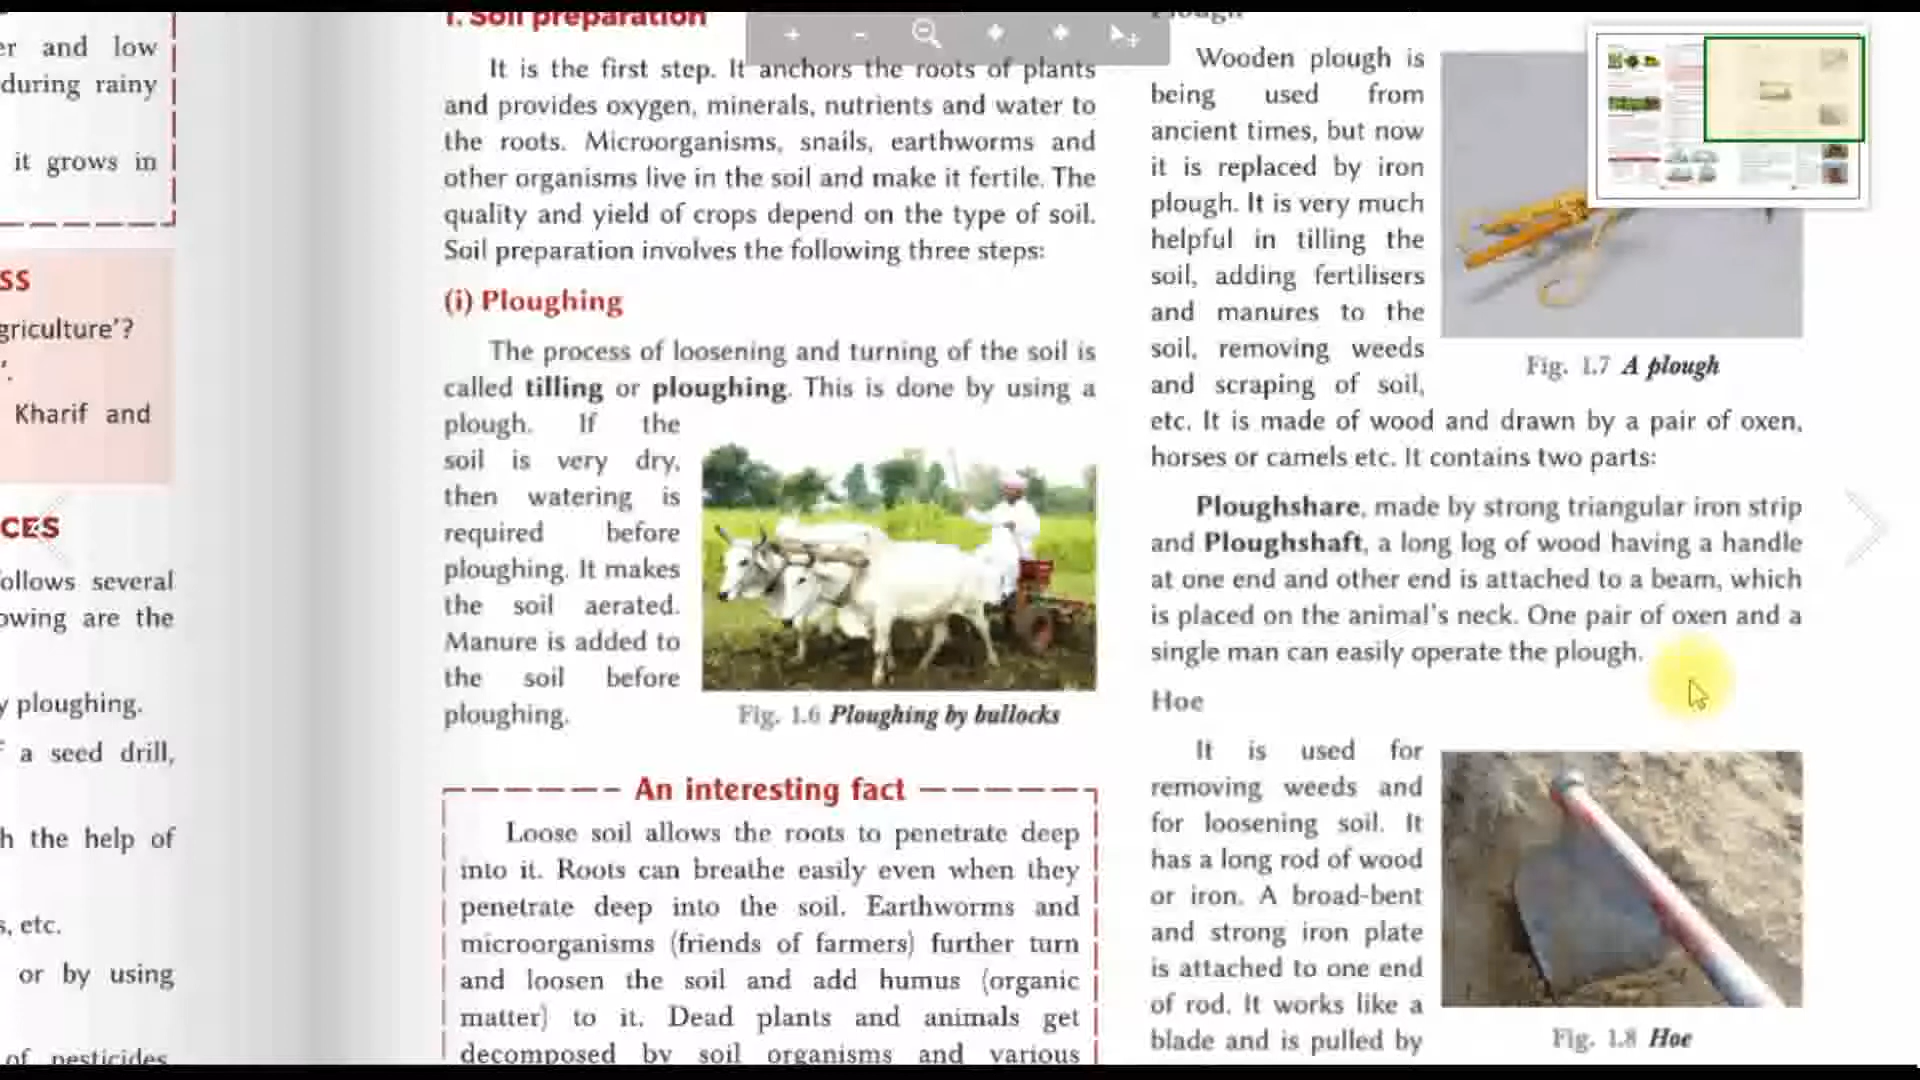 er and low
during rainy
it grows in
SS
griculture'?
'.
Kharif and
CES
follows several
owing are the
y ploughing.
a seed drill,
h the help of
s, etc.
or by using
of pesticides
1. Soil preparation
It is the first step. It anchors the roots of plants
and provides oxygen, minerals, nutrients and water to
the roots. Microorganisms, snails, earthworms and
other organisms live in the soil and make it fertile. The
quality and yield of crops depend on the type of soil.
Soil preparation involves the following three steps:
(i) Ploughing
The process of loosening and turning of the soil is
called tilling or ploughing. This is done by using a
plough. If the
soil is very dry,
then watering is
required before
ploughing. It makes
the soil aerated.
Manure is added to
the soil before
ploughing.
Fig. 1.6 Ploughing by bullocks
An interesting fact
Loose soil allows the roots to penetrate deep
into it. Roots can breathe easily even when they
penetrate deep into the soil. Earthworms and
microorganisms (friends of farmers) further turn
and loosen the soil and add humus (organic
matter) to it. Dead plants and animals get
decomposed by soil organisms and various
Plough
Wooden plough is
being used from
ancient times, but now
it is replaced by iron
plough. It is very much
helpful in tilling the
soil, adding fertilisers
and manures to the
soil, removing weeds
and scraping of soil,
Fig. 1.7 A plough
etc. It is made of wood and drawn by a pair of oxen,
horses or camels etc. It contains two parts:
Ploughshare, made by strong triangular iron strip
and Ploughshaft, a long log of wood having a handle
at one end and other end is attached to a beam, which
is placed on the animal's neck. One pair of oxen and a
single man can easily operate the plough.
Hoe
It is used for
removing weeds and
for loosening soil. It
has a long rod of wood
or iron. A broad-bent
and strong iron plate
is attached to one end
of rod. It works like a
blade and is pulled by
Fig. 1.8 Hoe